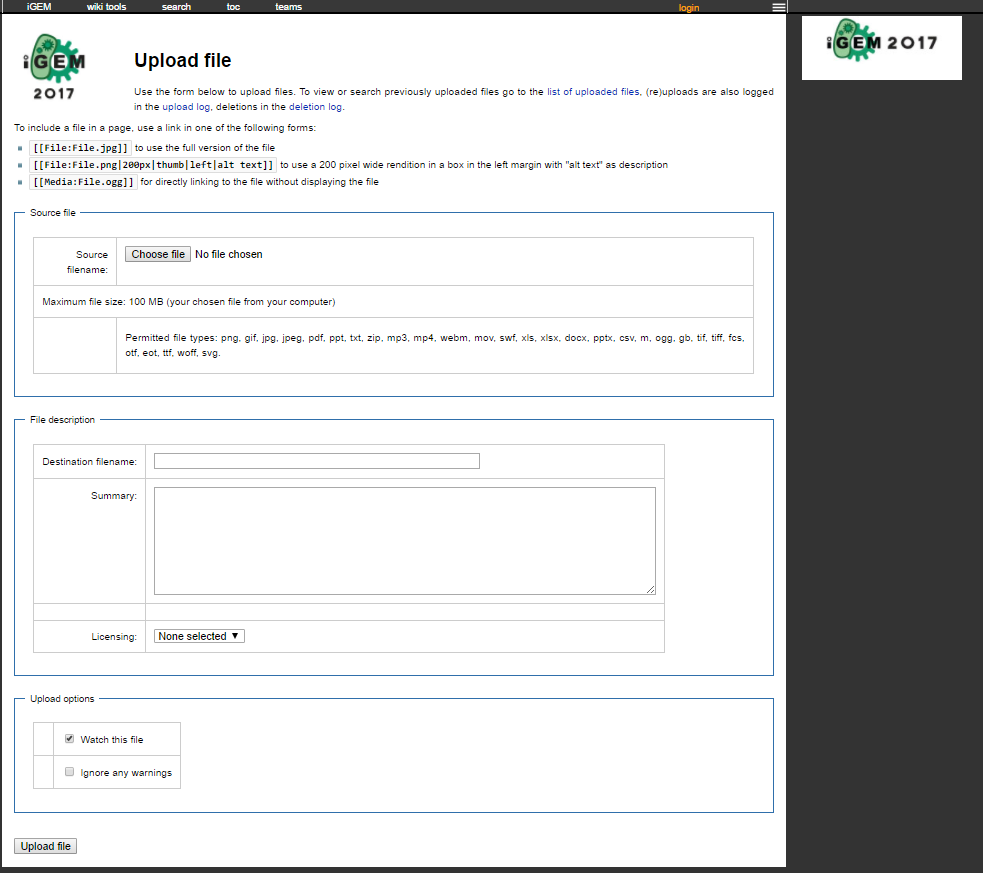 iGEM wiki tools search toc teams login
iGEM 2017
iGEM
2017
Upload file
Use the form below to upload files. To view or search previously uploaded files go to the list of uploaded files, (re)uploads are also logged
in the upload log, deletions in the deletion log.
To include a file in a page, use a link in one of the following forms:
[[File:File.jpg]] to use the full version of the file
[[File:File.png|200px|thumb|left|alt text]] to use a 200 pixel wide rendition in a box in the left margin with "alt text" as description
[[Media:File.ogg]] for directly linking to the file without displaying the file
Source file
Source
filename:
Choose file No file chosen
Maximum file size: 100 MB (your chosen file from your computer)
Permitted file types: png, gif, jpg, jpeg, pdf, ppt, txt, zip, mp3, mp4, webm, mov, swf, xls, xlsx, docx, pptx, csv, m, ogg, gb, tif, tiff, fcs,
otf, eot, ttf, woff, svg.
File description
Destination filename:
Summary:
Licensing: None selected ▼
Upload options
Watch this file
Ignore any warnings
Upload file